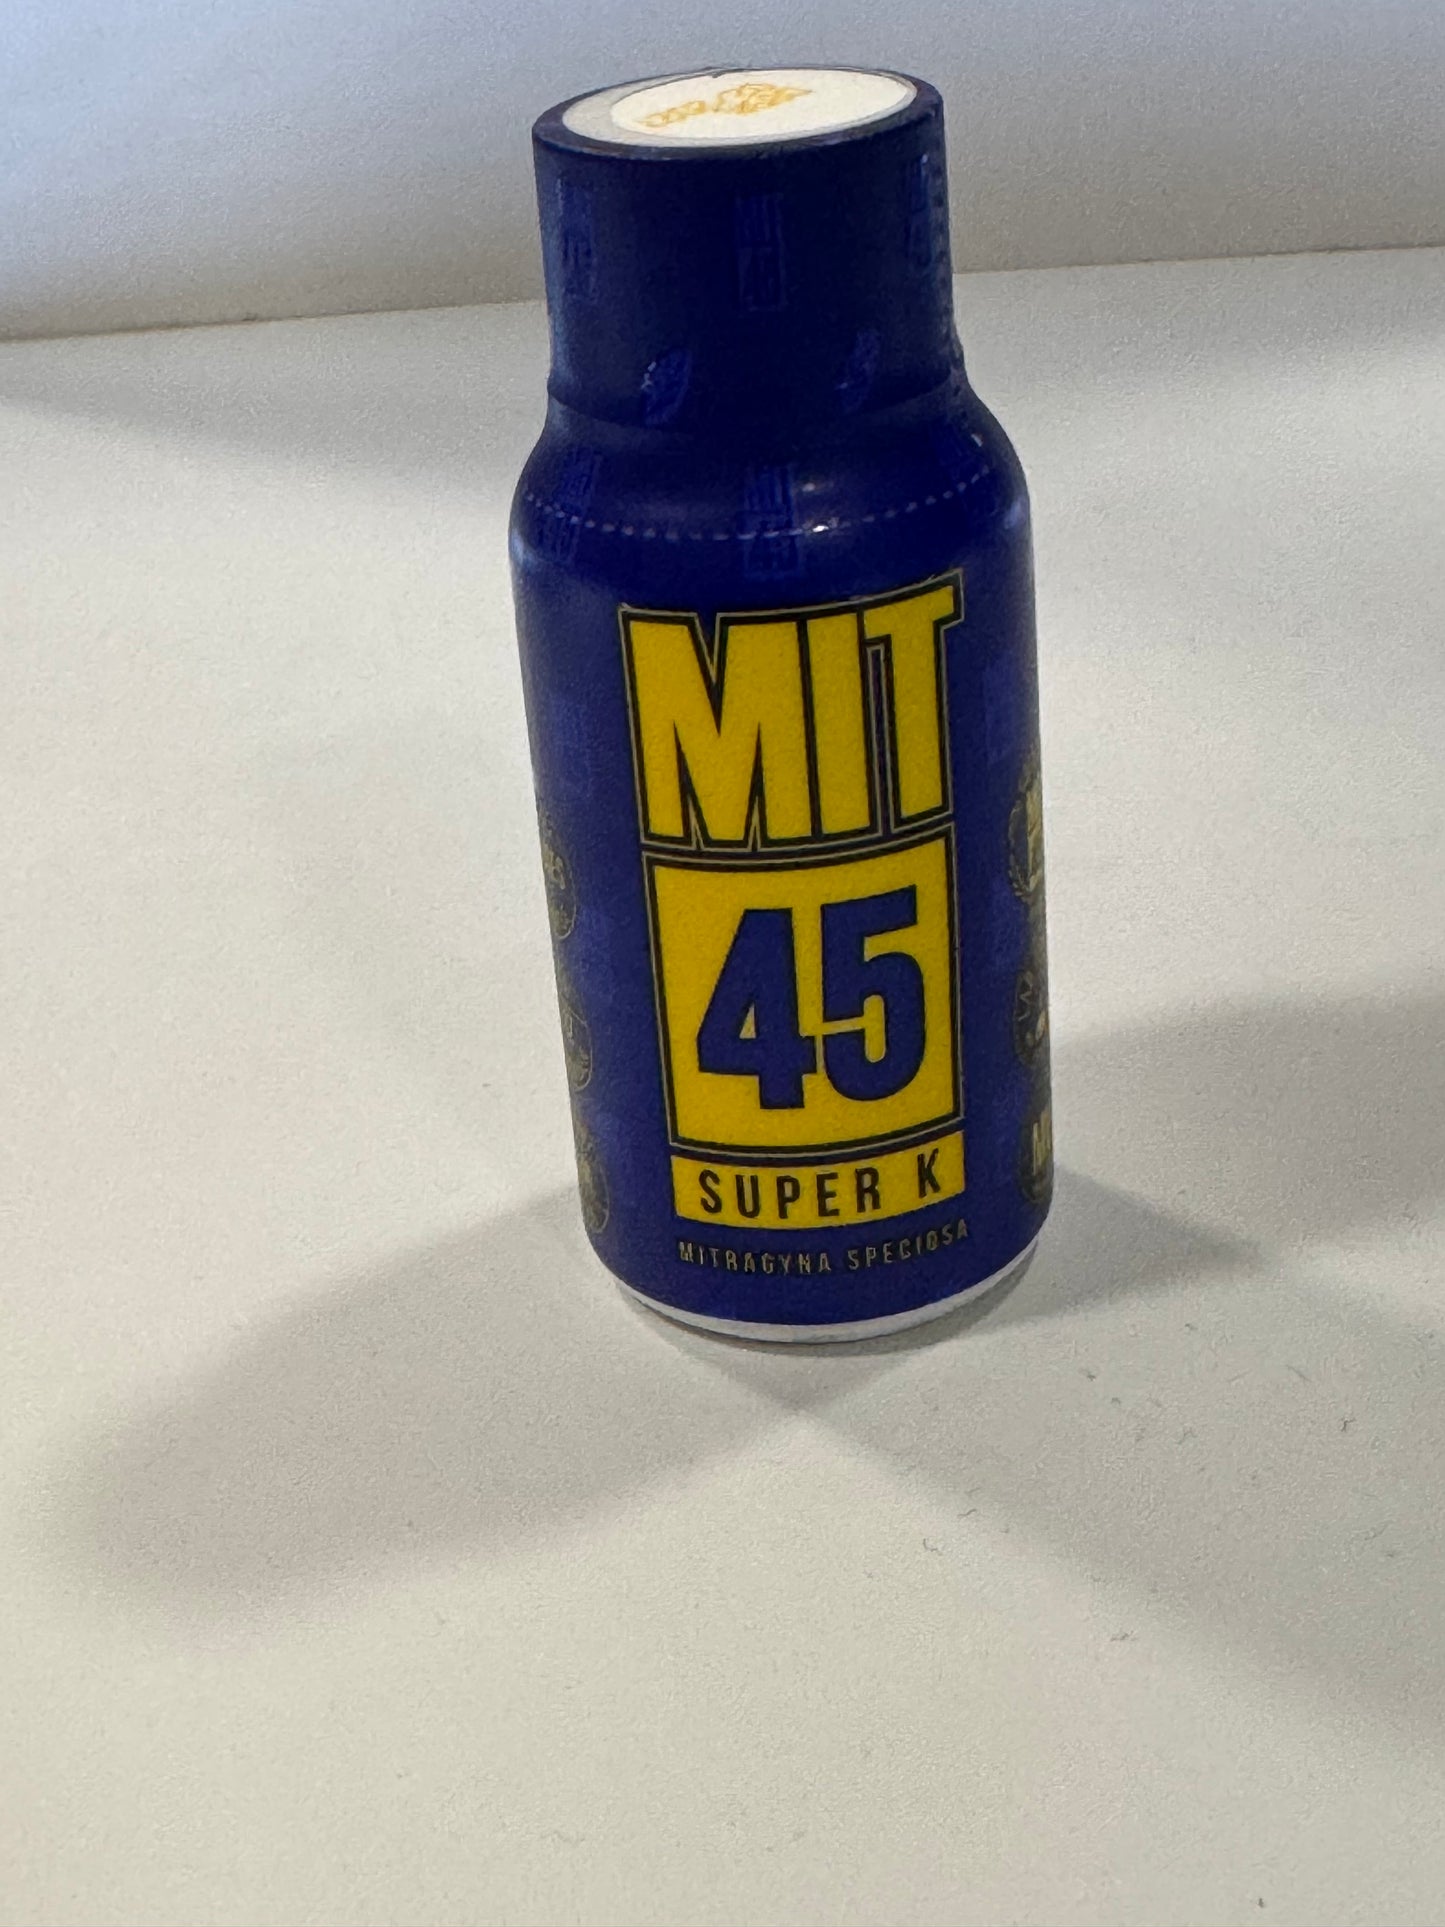 MIT
45
SUPER K
MITRAGYNA SPECIOSA